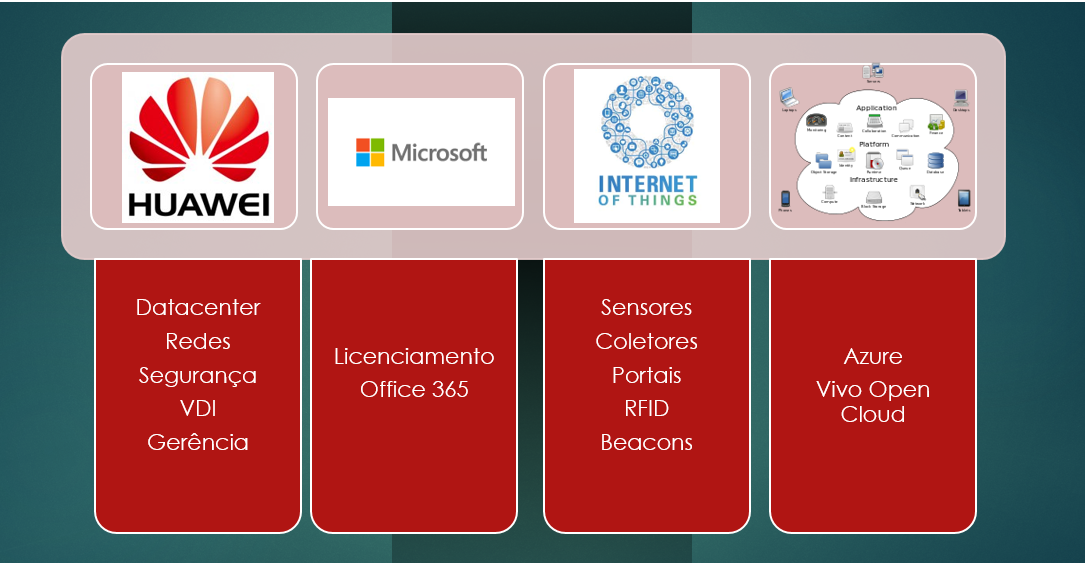 HUAWEI
Microsoft
INTERNET
OF THINGS
Servers
Application
Laptops
Desktops
Monitoring
Content
Collaboration
Communication
Finance
Platform
Object Storage
Identity
Runtime
Queue
Database
Infrastructure
Compute
Block Storage
Network
Phones
Tablets
Datacenter
Redes
Segurança
VDI
Gerência
Licenciamento
Office 365
Sensores
Coletores
Portais
RFID
Beacons
Azure
Vivo Open
Cloud